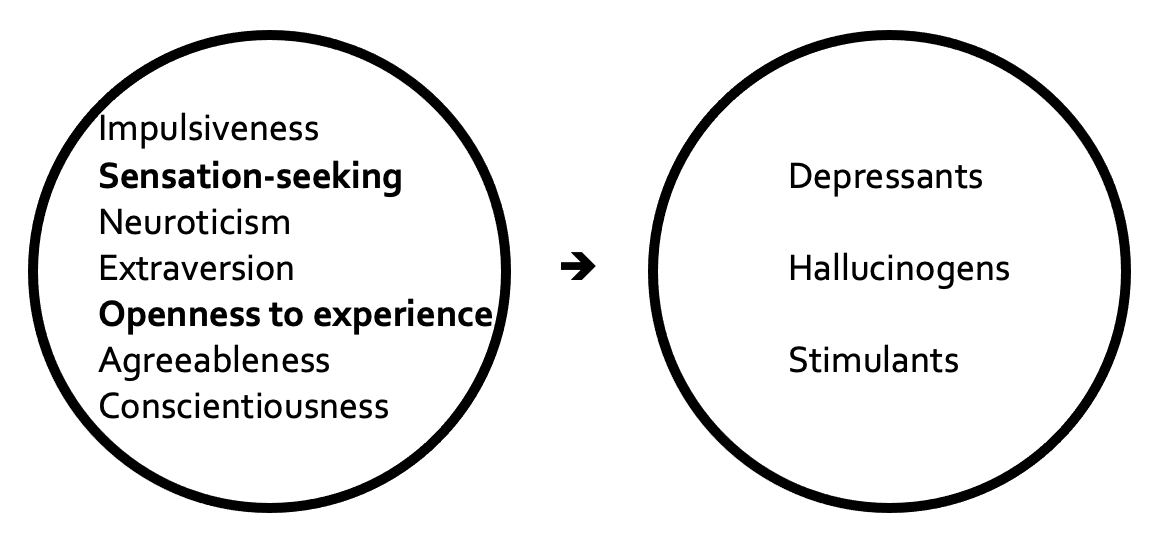 Impulsiveness
Sensation-seeking
Neuroticism
Extraversion
Openness to experience
Agreeableness
Conscientiousness
Depressants
Hallucinogens
Stimulants